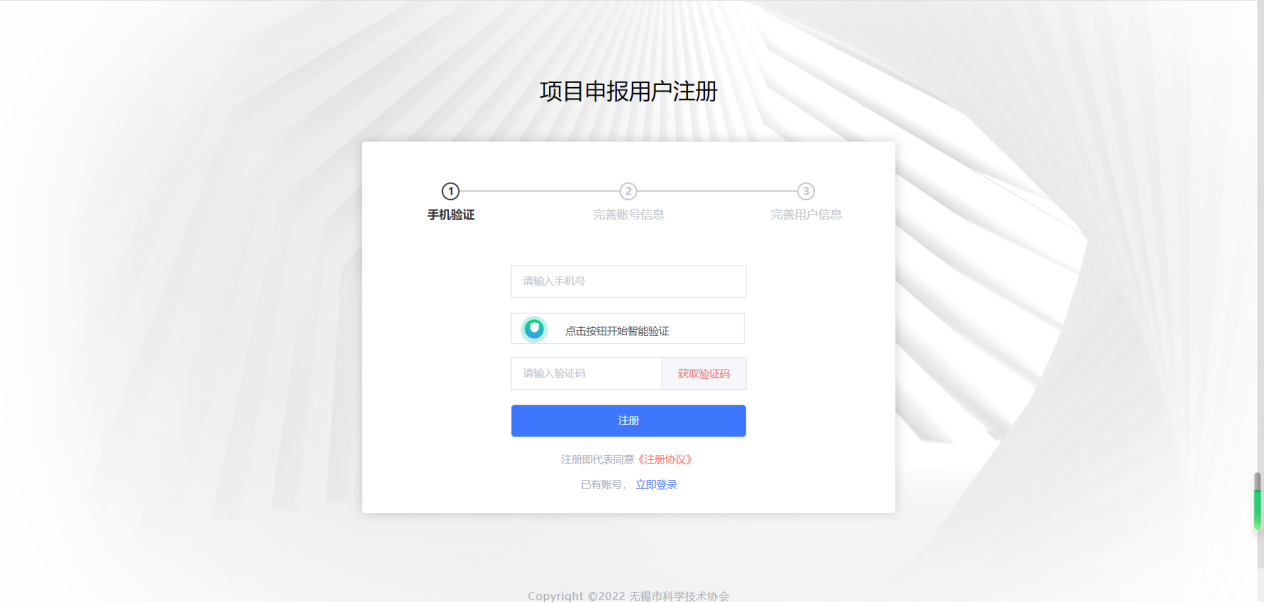 项目申报用户注册
1 2 3
手机验证 完善账号信息 完善用户信息
请输入手机号
点击按钮开始智能验证
请输入验证码 获取验证码
注册
注册即代表同意《注册协议》
已有账号， 立即登录
Copyright ©2022 无锡市科学技术协会